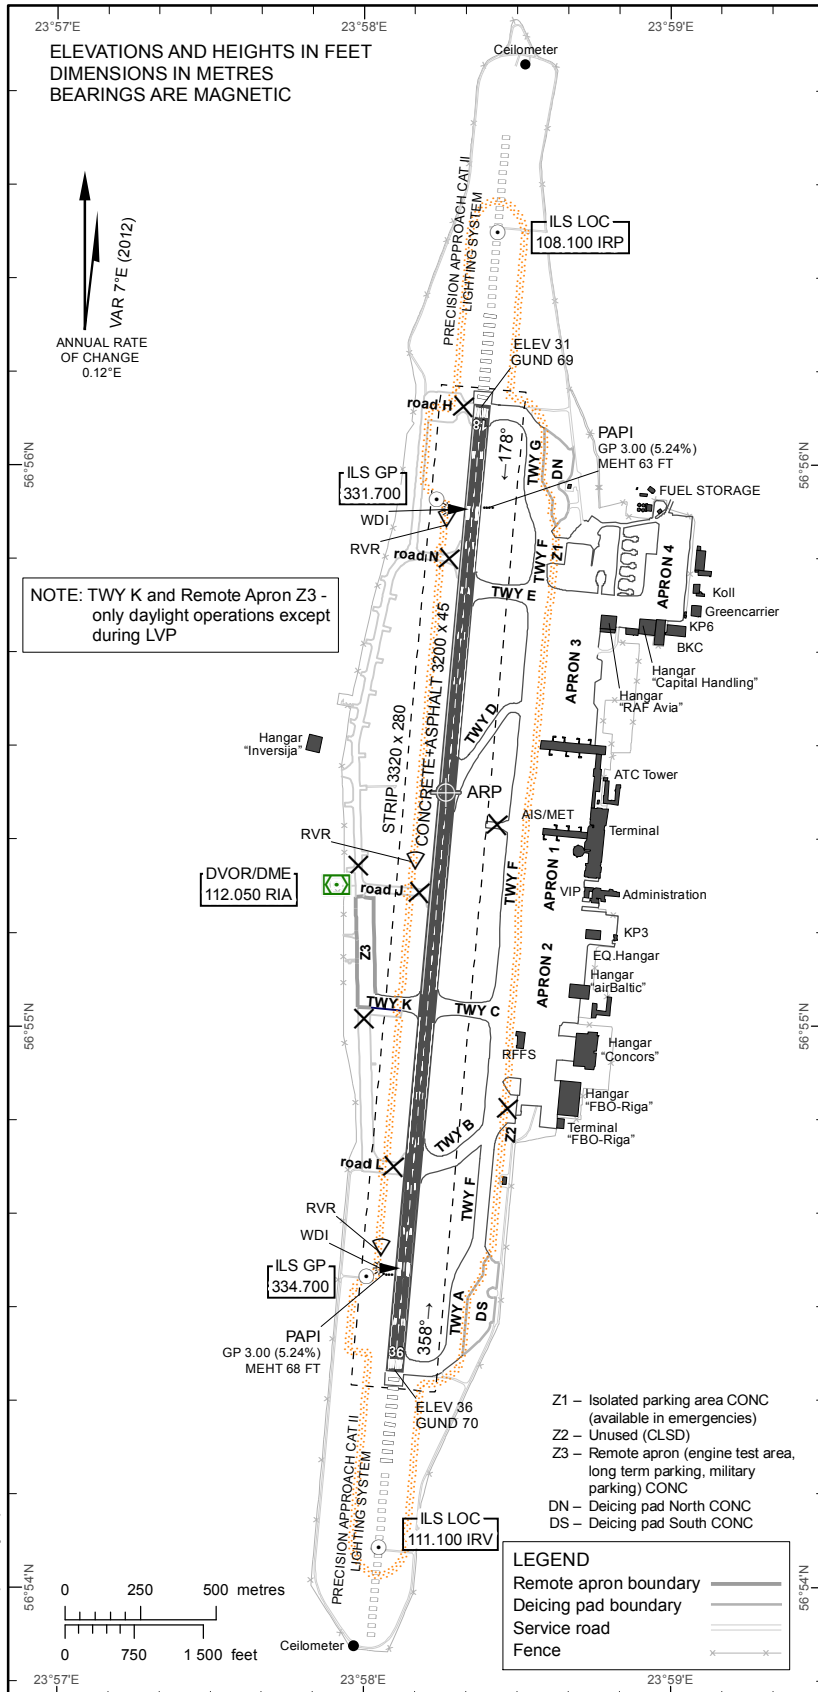 23°57'E
23°58'E
23°59'E
ELEVATIONS AND HEIGHTS IN FEET
DIMENSIONS IN METRES
BEARINGS ARE MAGNETIC
Ceilometer
VAR 7°E (2012)
ANNUAL RATE
OF CHANGE
0.12°E
PRECISION APPROACH CAT II
LIGHTING SYSTEM
ILS LOC
108.100 IRP
ELEV 31
GUND 69
road H
18
←178°
TWY G
DN
PAPI
GP 3.00 (5.24%)
MEHT 63 FT
56°56'N
56°56'N
ILS GP
331.700
WDI
RVR
FUEL STORAGE
road N
TWY F
Z1
TWY E
APRON 4
NOTE: TWY K and Remote Apron Z3 -
only daylight operations except
during LVP
Koll
Greencarrier
KP6
BKC
Hangar
"Capital Handling"
Hangar
"RAF Avia"
APRON 3
STRIP 3320 x 280
CONCRETE+ASPHALT 3200 x 45
TWY D
Hangar
"Inversija"
ARP
ATC Tower
AIS/MET
Terminal
RVR
TWY F
APRON 1
DVOR/DME
112.050 RIA
road J
VIP
Administration
Z3
KP3
EQ.Hangar
APRON 2
Hangar
"airBaltic"
TWY K
TWY C
56°55'N
56°55'N
RFFS
Hangar
"Concors"
Hangar
"FBO-Riga"
Terminal
"FBO-Riga"
TWY B
Z2
road L
TWY F
RVR
WDI
ILS GP
334.700
TWY A
DS
358°→
PAPI
GP 3.00 (5.24%)
MEHT 68 FT
36
ELEV 36
GUND 70
PRECISION APPROACH CAT II
LIGHTING SYSTEM
Z1 – Isolated parking area CONC
(available in emergencies)
Z2 – Unused (CLSD)
Z3 – Remote apron (engine test area,
long term parking, military
parking) CONC
DN – Deicing pad North CONC
DS – Deicing pad South CONC
ILS LOC
111.100 IRV
56°54'N
56°54'N
LEGEND
Remote apron boundary
Deicing pad boundary
Service road
Fence
0 250 500 metres
0 750 1 500 feet
Ceilometer
23°57'E
23°58'E
23°59'E